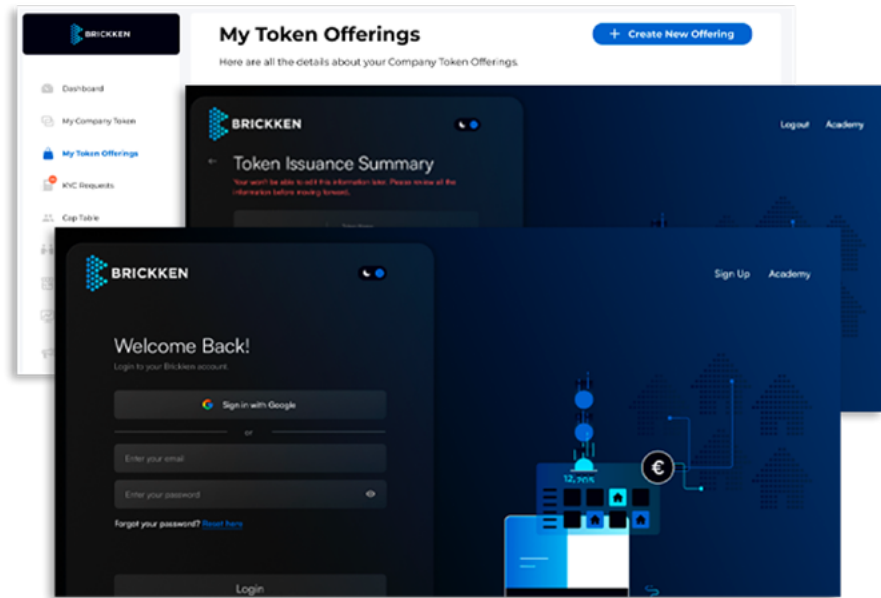 BRICKKEN
My Token Offerings
+ Create New Offering
Here are all the details about your Company Token Offerings.
Dashboard
My Company Token
My Token Offerings
KYC Requests
Cap Table
BRICKKEN
Logout
Academy
Token Issuance Summary
Your won't be able to edit this information later. Please review all the
information before moving forward.
BRICKKEN
Sign Up
Academy
Welcome Back!
Login to your Brickken account
Sign in with Google
or
Enter your email
Enter your password
Forgot your password? Reset here
Login
12,205
€